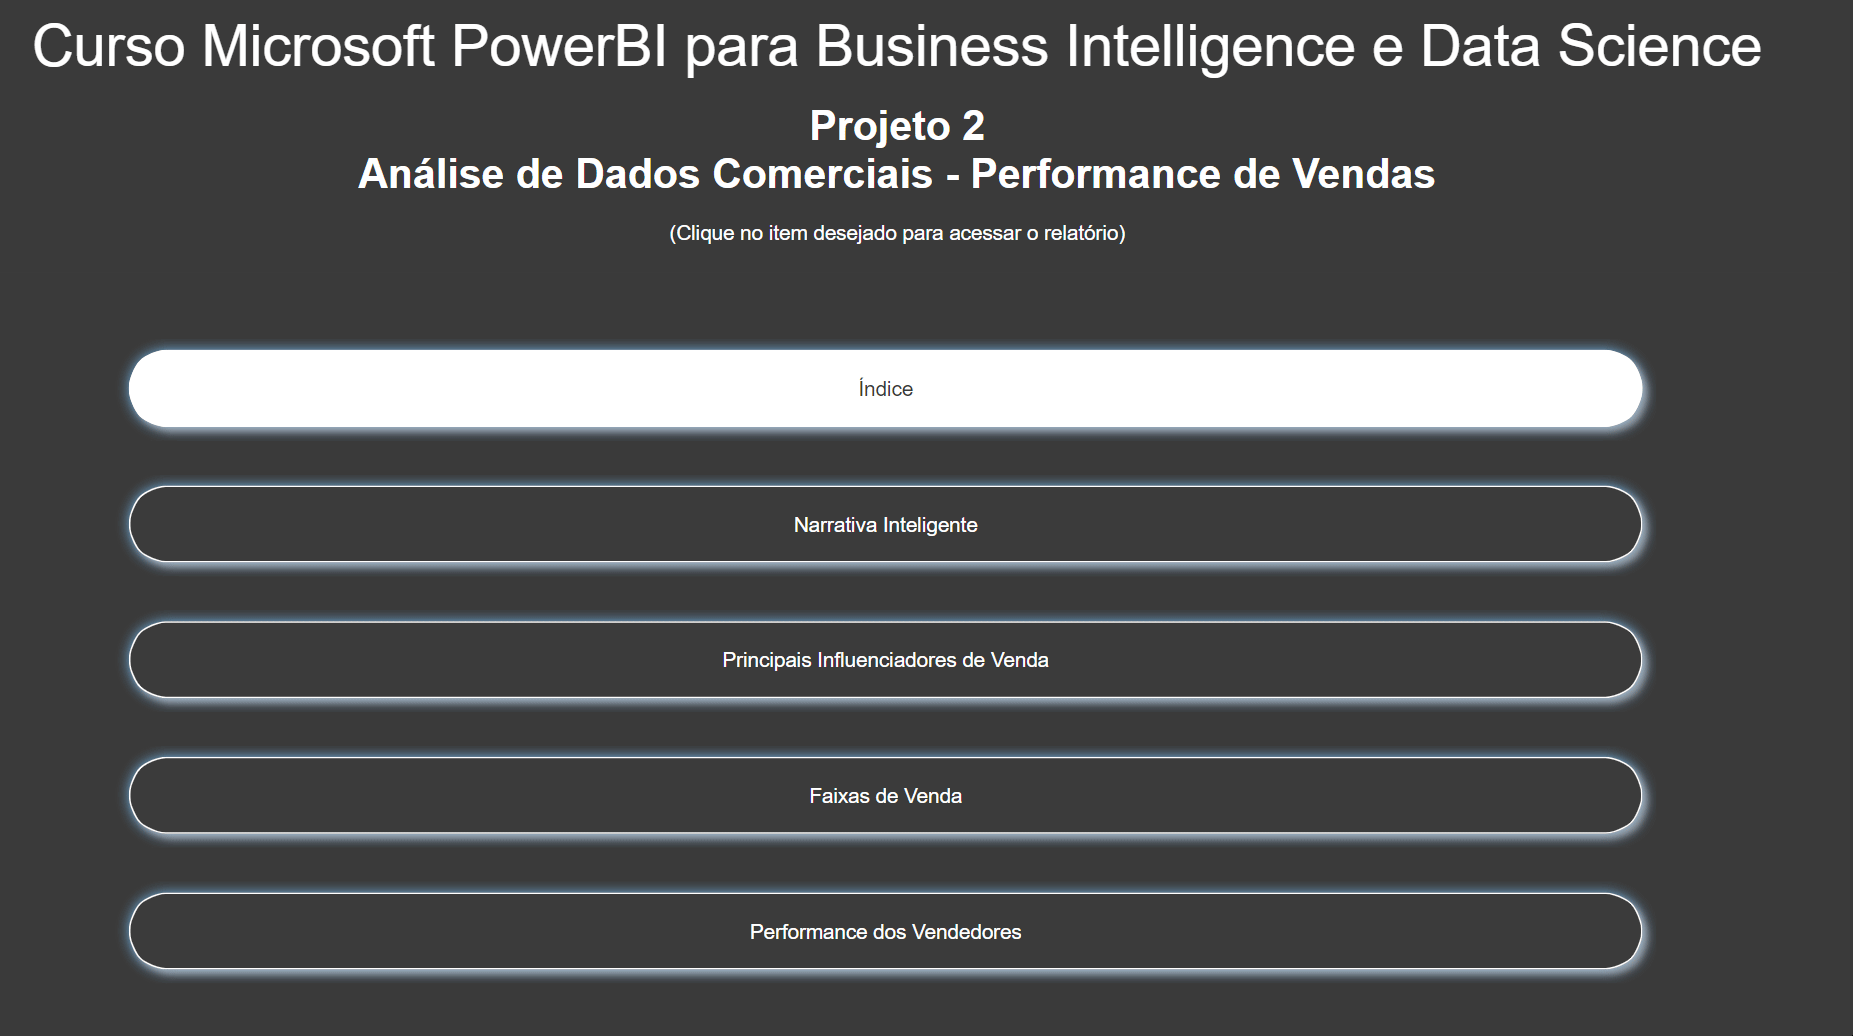 Curso Microsoft PowerBI para Business Intelligence e Data Science
Projeto 2
Análise de Dados Comerciais - Performance de Vendas
(Clique no item desejado para acessar o relatório)
Índice
Narrativa Inteligente
Principais Influenciadores de Venda
Faixas de Venda
Performance dos Vendedores